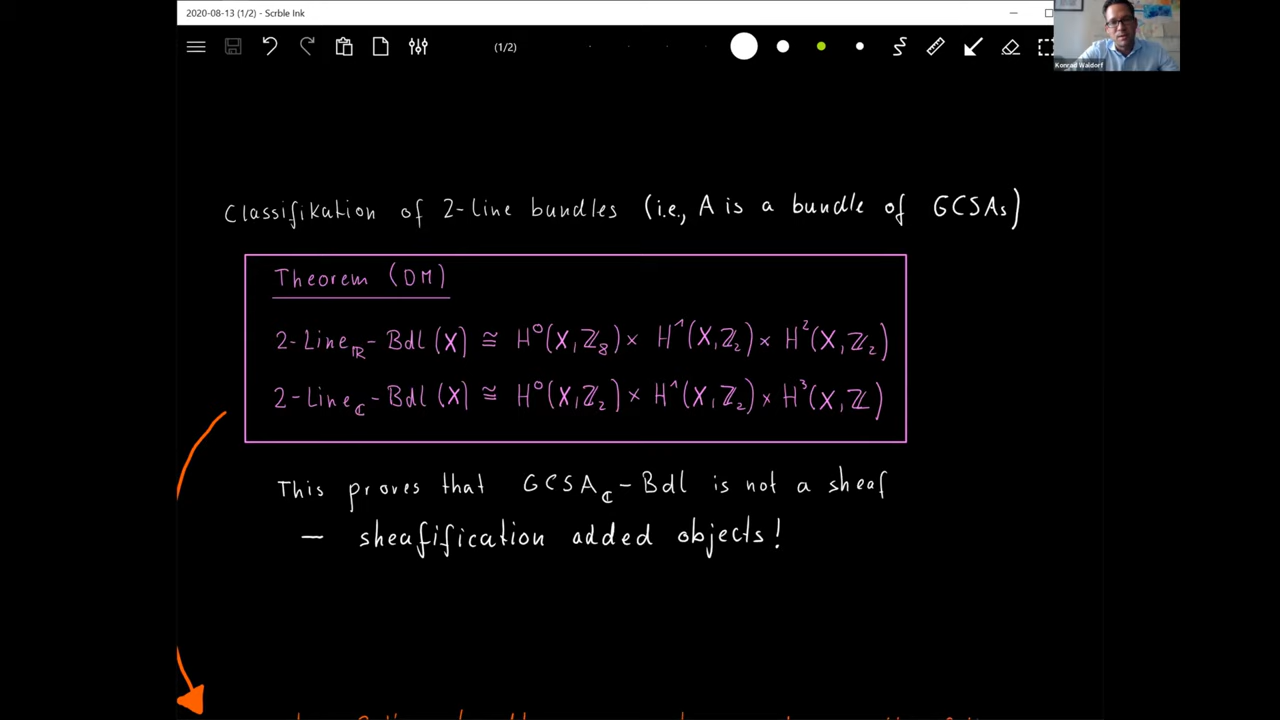 2020-08-13 (1/2) - Scrble Ink
(1/2)
Konrad Waldorf
Classifikation of 2-line bundles (i.e., A is a bundle of GCSAs)
Theorem (DM)
2-Line_ℝ-Bdl(X) ≅ H⁰(X,ℤ₈) × H¹(X,ℤ₂) × H²(X,ℤ₂)
2-Line_ℂ-Bdl(X) ≅ H⁰(X,ℤ₂) × H¹(X,ℤ₂) × H³(X,ℤ)
This proves that GCSA_ℂ-Bdl is not a sheaf
— sheafification added objects!